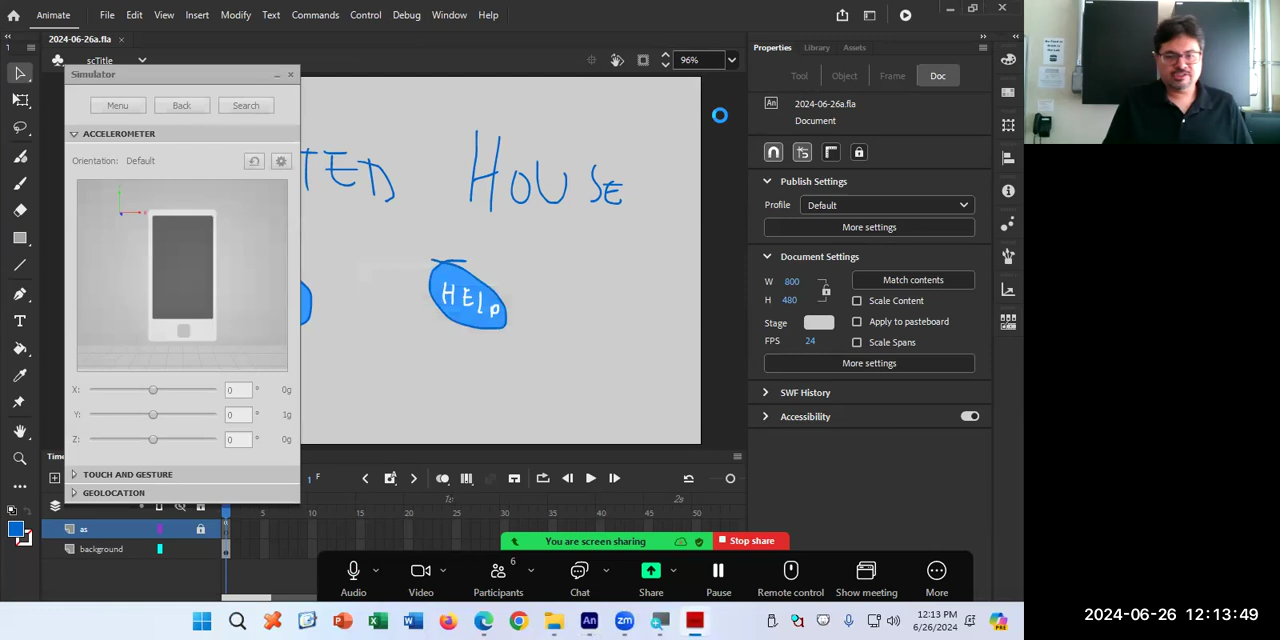 Animate File Edit View Insert Modify Text Commands Control Debug Window Help
2024-06-26a.fla ×
scTitle 96%
Simulator
Menu Back Search
ACCELEROMETER
Orientation: Default
X: 0 ° 0g
Y: 0 ° 1g
Z: 0 ° 0g
TOUCH AND GESTURE
GEOLOCATION
TED HOUSE
HELP
Properties Library Assets
Tool Object Frame Doc
An 2024-06-26a.fla
Document
Publish Settings
Profile Default
More settings
Document Settings
W 800 Match contents
H 480 Scale Content
Stage Apply to pasteboard
FPS 24 Scale Spans
More settings
SWF History
Accessibility
1 F
1s 2s
5 10 15 20 25 30 35 40 45 50
as
background
You are screen sharing Stop share
6
Audio Video Participants Chat Share Pause Remote control Show meeting More
12:13 PM
6/26/2024
2024-06-26 12:13:49